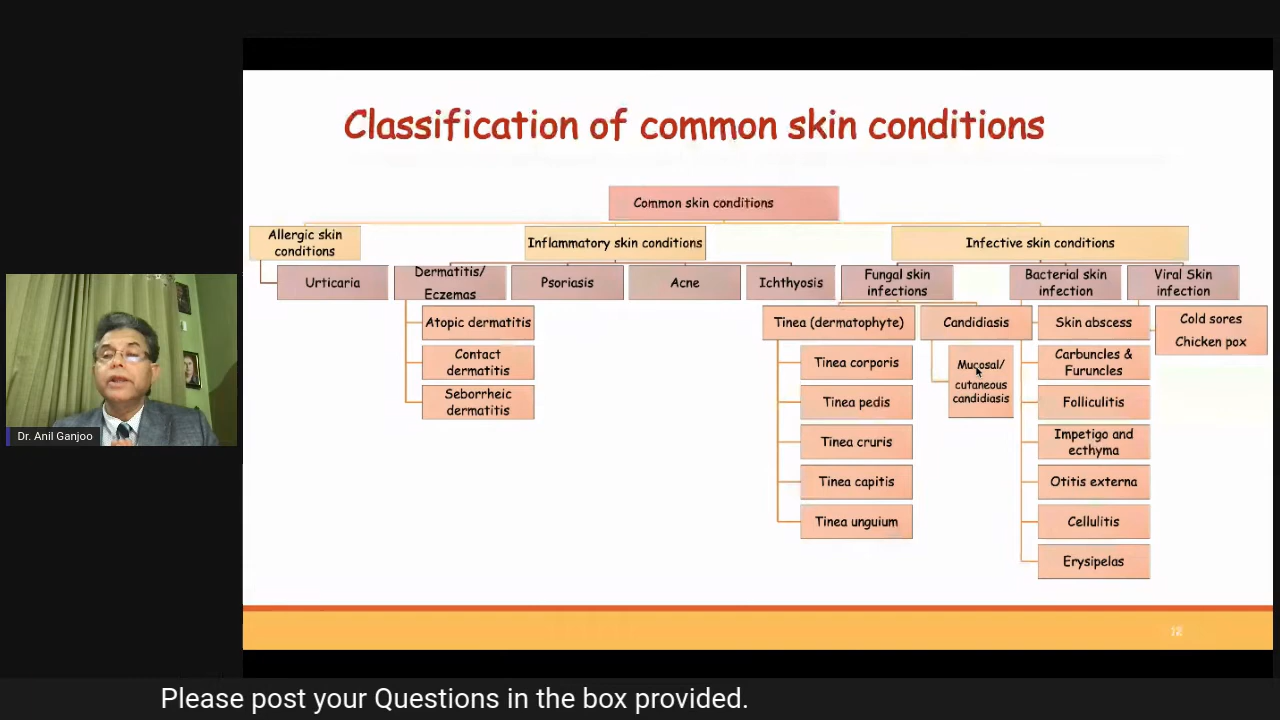 Classification of common skin conditions
Common skin conditions
Allergic skin
conditions
Inflammatory skin conditions
Infective skin conditions
Urticaria
Dermatitis/
Eczemas
Psoriasis
Acne
Ichthyosis
Fungal skin
infections
Bacterial skin
infection
Viral Skin
infection
Atopic dermatitis
Contact
dermatitis
Seborrheic
dermatitis
Tinea (dermatophyte)
Tinea corporis
Tinea pedis
Tinea cruris
Tinea capitis
Tinea unguium
Candidiasis
Mucosal/
cutaneous
candidiasis
Skin abscess
Carbuncles &
Furuncles
Folliculitis
Impetigo and
ecthyma
Otitis externa
Cellulitis
Erysipelas
Cold sores
Chicken pox
12
Dr. Anil Ganjoo
Please post your Questions in the box provided.